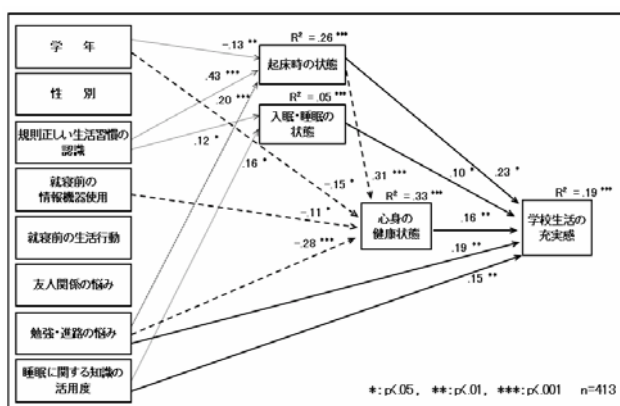 学 年
性 別
規則正しい生活習慣の
認識
就寝前の
情報機器使用
就寝前の生活行動
友人関係の悩み
勉強・進路の悩み
睡眠に関する知識の
活用度
-.13 **
.43 ***
.20 ***
.12 *
.16 *
R² = .26 ***
起床時の状態
R² = .05 ***
入眠・睡眠の
状態
-.15 *
-.11 *
-.28 ***
.31 ***
R² = .33 ***
心身の
健康状態
.10 *
.23 *
.16 **
.19 **
.15 **
R² = .19 ***
学校生活の
充実感
*:p<.05, **:p<.01, ***:p<.001 n=413